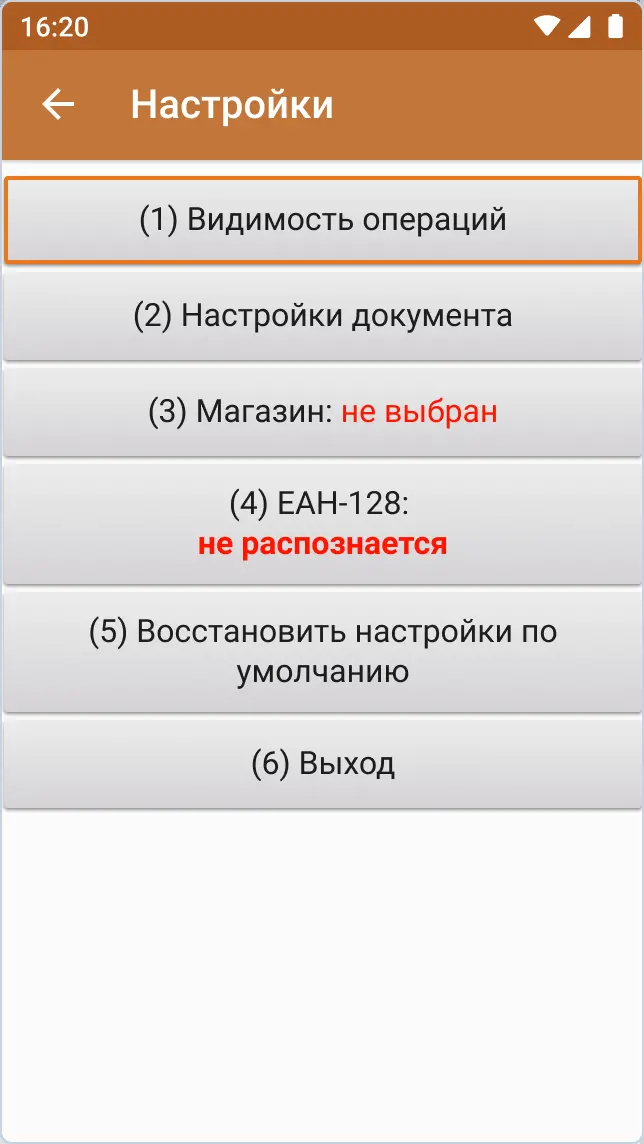 16:20
Настройки
(1) Видимость операций
(2) Настройки документа
(3) Магазин: не выбран
(4) ЕАН-128:
не распознается
(5) Восстановить настройки по
умолчанию
(6) Выход